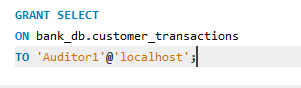 GRANT SELECT
ON bank_db.customer_transactions
TO 'Auditor1'@'localhost';